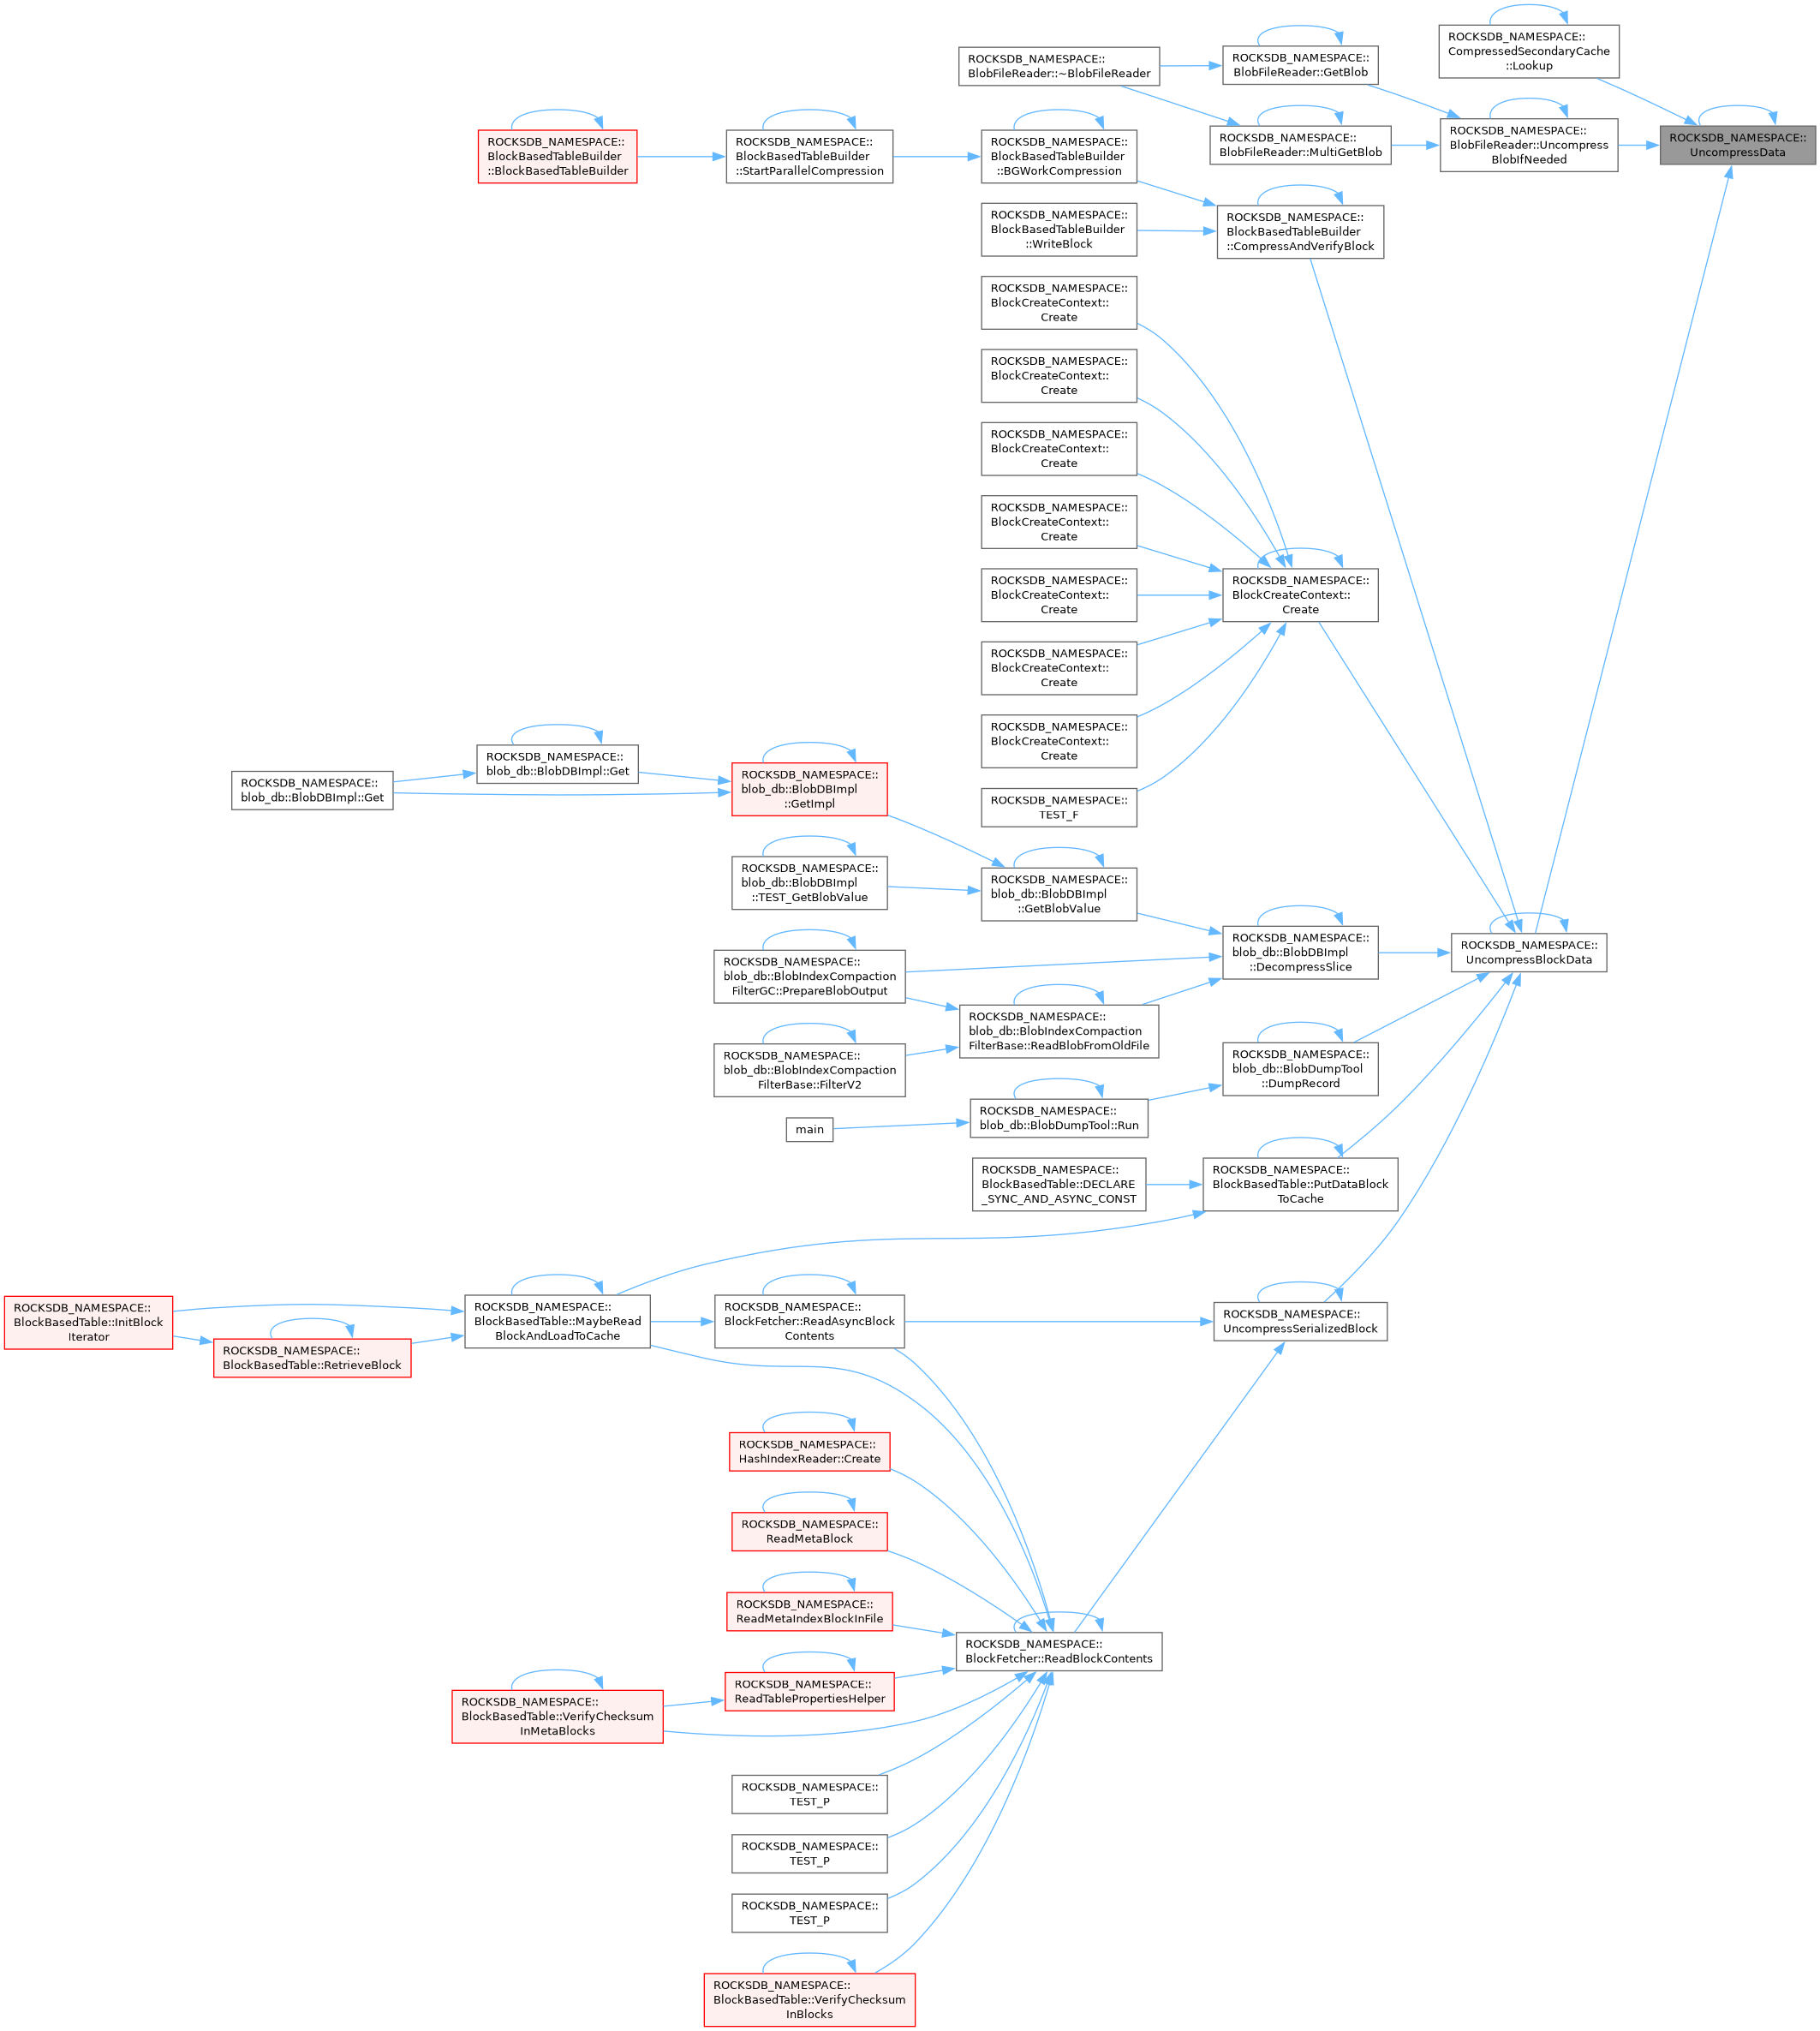 ROCKSDB_NAMESPACE::
CompressedSecondaryCache
::Lookup
ROCKSDB_NAMESPACE::
BlobFileReader::~BlobFileReader
ROCKSDB_NAMESPACE::
BlobFileReader::GetBlob
ROCKSDB_NAMESPACE::
BlockBasedTableBuilder
::BlockBasedTableBuilder
ROCKSDB_NAMESPACE::
BlockBasedTableBuilder
::StartParallelCompression
ROCKSDB_NAMESPACE::
BlockBasedTableBuilder
::BGWorkCompression
ROCKSDB_NAMESPACE::
BlobFileReader::MultiGetBlob
ROCKSDB_NAMESPACE::
BlobFileReader::Uncompress
BlobIfNeeded
ROCKSDB_NAMESPACE::
UncompressData
ROCKSDB_NAMESPACE::
BlockBasedTableBuilder
::WriteBlock
ROCKSDB_NAMESPACE::
BlockBasedTableBuilder
::CompressAndVerifyBlock
ROCKSDB_NAMESPACE::
BlockCreateContext::
Create
ROCKSDB_NAMESPACE::
BlockCreateContext::
Create
ROCKSDB_NAMESPACE::
BlockCreateContext::
Create
ROCKSDB_NAMESPACE::
BlockCreateContext::
Create
ROCKSDB_NAMESPACE::
BlockCreateContext::
Create
ROCKSDB_NAMESPACE::
BlockCreateContext::
Create
ROCKSDB_NAMESPACE::
BlockCreateContext::
Create
ROCKSDB_NAMESPACE::
BlockCreateContext::
Create
ROCKSDB_NAMESPACE::
TEST_F
ROCKSDB_NAMESPACE::
blob_db::BlobDBImpl::Get
ROCKSDB_NAMESPACE::
blob_db::BlobDBImpl::Get
ROCKSDB_NAMESPACE::
blob_db::BlobDBImpl
::GetImpl
ROCKSDB_NAMESPACE::
blob_db::BlobDBImpl
::TEST_GetBlobValue
ROCKSDB_NAMESPACE::
blob_db::BlobDBImpl
::GetBlobValue
ROCKSDB_NAMESPACE::
blob_db::BlobDBImpl
::DecompressSlice
ROCKSDB_NAMESPACE::
UncompressBlockData
ROCKSDB_NAMESPACE::
blob_db::BlobIndexCompaction
FilterGC::PrepareBlobOutput
ROCKSDB_NAMESPACE::
blob_db::BlobIndexCompaction
FilterBase::ReadBlobFromOldFile
ROCKSDB_NAMESPACE::
blob_db::BlobIndexCompaction
FilterBase::FilterV2
ROCKSDB_NAMESPACE::
blob_db::BlobDumpTool
::DumpRecord
main
ROCKSDB_NAMESPACE::
blob_db::BlobDumpTool::Run
ROCKSDB_NAMESPACE::
BlockBasedTable::DECLARE
_SYNC_AND_ASYNC_CONST
ROCKSDB_NAMESPACE::
BlockBasedTable::PutDataBlock
ToCache
ROCKSDB_NAMESPACE::
BlockBasedTable::InitBlock
Iterator
ROCKSDB_NAMESPACE::
BlockBasedTable::RetrieveBlock
ROCKSDB_NAMESPACE::
BlockBasedTable::MaybeRead
BlockAndLoadToCache
ROCKSDB_NAMESPACE::
BlockFetcher::ReadAsyncBlock
Contents
ROCKSDB_NAMESPACE::
UncompressSerializedBlock
ROCKSDB_NAMESPACE::
HashIndexReader::Create
ROCKSDB_NAMESPACE::
ReadMetaBlock
ROCKSDB_NAMESPACE::
ReadMetaIndexBlockInFile
ROCKSDB_NAMESPACE::
BlockFetcher::ReadBlockContents
ROCKSDB_NAMESPACE::
ReadTablePropertiesHelper
ROCKSDB_NAMESPACE::
BlockBasedTable::VerifyChecksum
InMetaBlocks
ROCKSDB_NAMESPACE::
TEST_P
ROCKSDB_NAMESPACE::
TEST_P
ROCKSDB_NAMESPACE::
TEST_P
ROCKSDB_NAMESPACE::
BlockBasedTable::VerifyChecksum
InBlocks